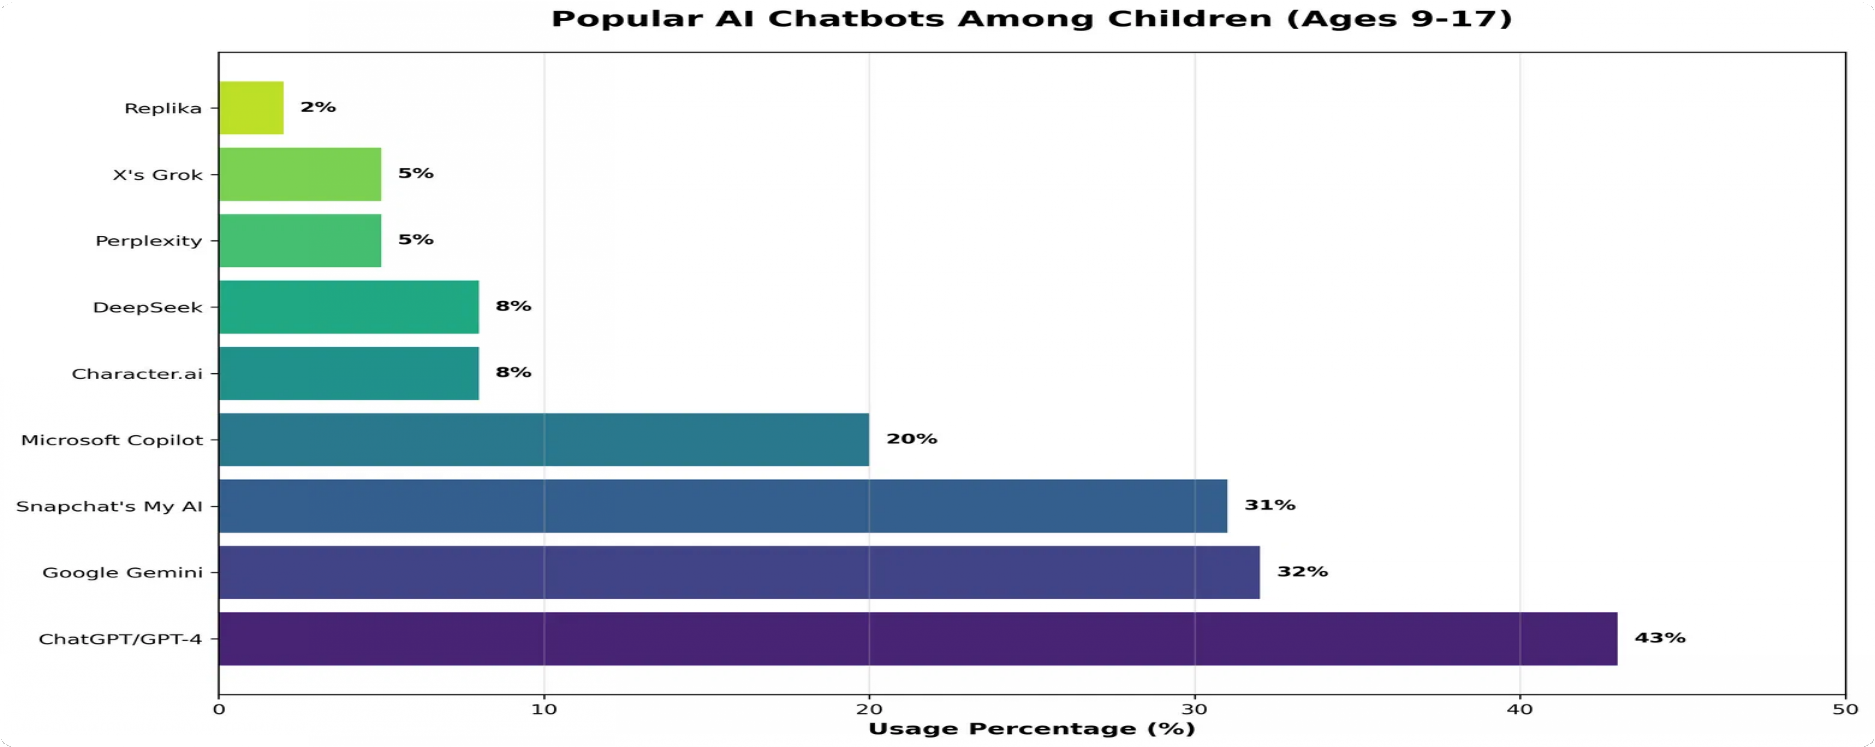 Popular AI Chatbots Among Children (Ages 9-17)
Replika 2%
X's Grok 5%
Perplexity 5%
DeepSeek 8%
Character.ai 8%
Microsoft Copilot 20%
Snapchat's My AI 31%
Google Gemini 32%
ChatGPT/GPT-4 43%
0 10 20 30 40 50
Usage Percentage (%)